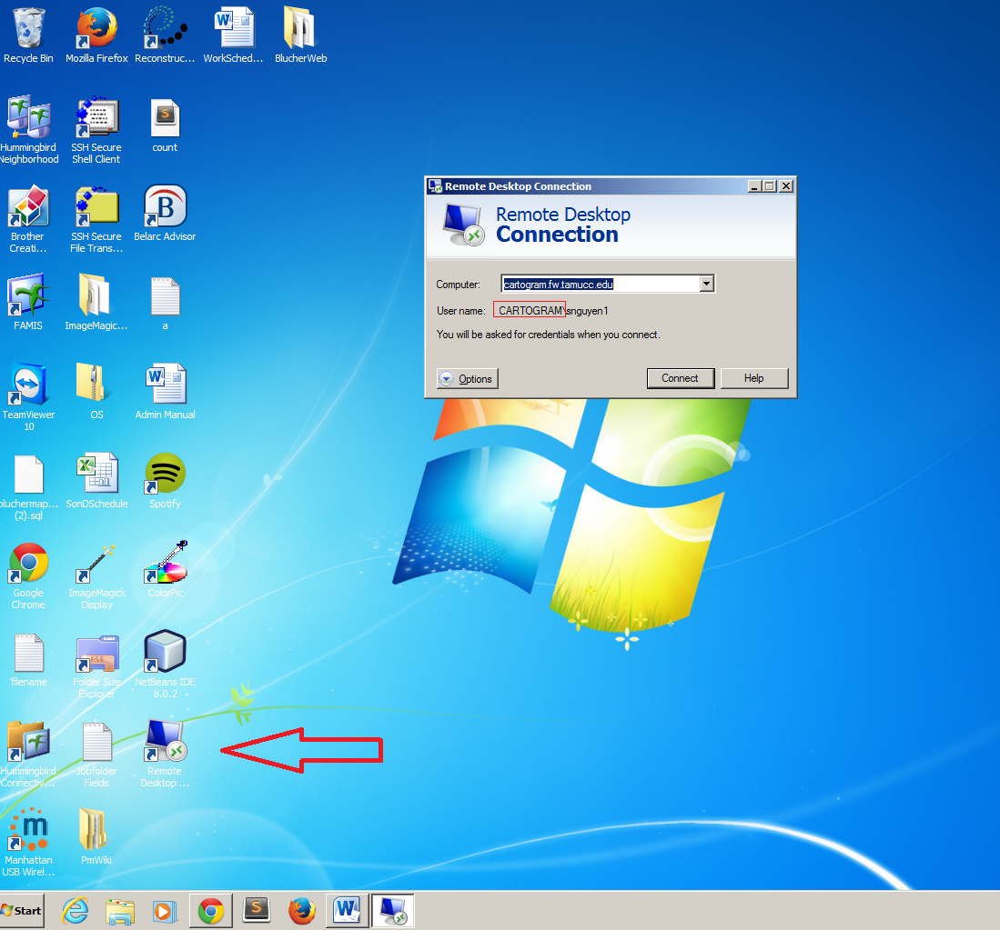 Recycle Bin
Mozilla Firefox
Reconstruc...
WorkSched...
BlucherWeb
Hummingbird
Neighborhood
SSH Secure
Shell Client
count
Brother
Creati...
SSH Secure
File Trans...
Belarc Advisor
FAMIS
ImageMagic...
a
TeamViewer
10
OS
Admin Manual
bluchermap...
(2).sql
SonDSchedule
Spotify
Google
Chrome
ImageMagick
Display
ColorPic
filename
Folder Size
Explorer
NetBeans IDE
8.0.2
Hummingbird
Connectiv...
Jobfolder
Fields
Remote
Desktop ...
Manhattan
USB Wirel...
PmWiki
Remote Desktop Connection
Remote Desktop
Connection
Computer:
cartogram.fw.tamucc.edu
User name: CARTOGRAM\snguyen1
You will be asked for credentials when you connect.
Options
Connect
Help
Start